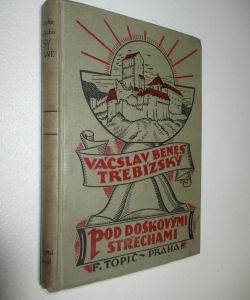 VÁCSLAV BENEŠ
TŘEBÍZSKÝ
POD DOŠKOVÝMI
STŘECHAMI
F. TOPIČ - PRAHA